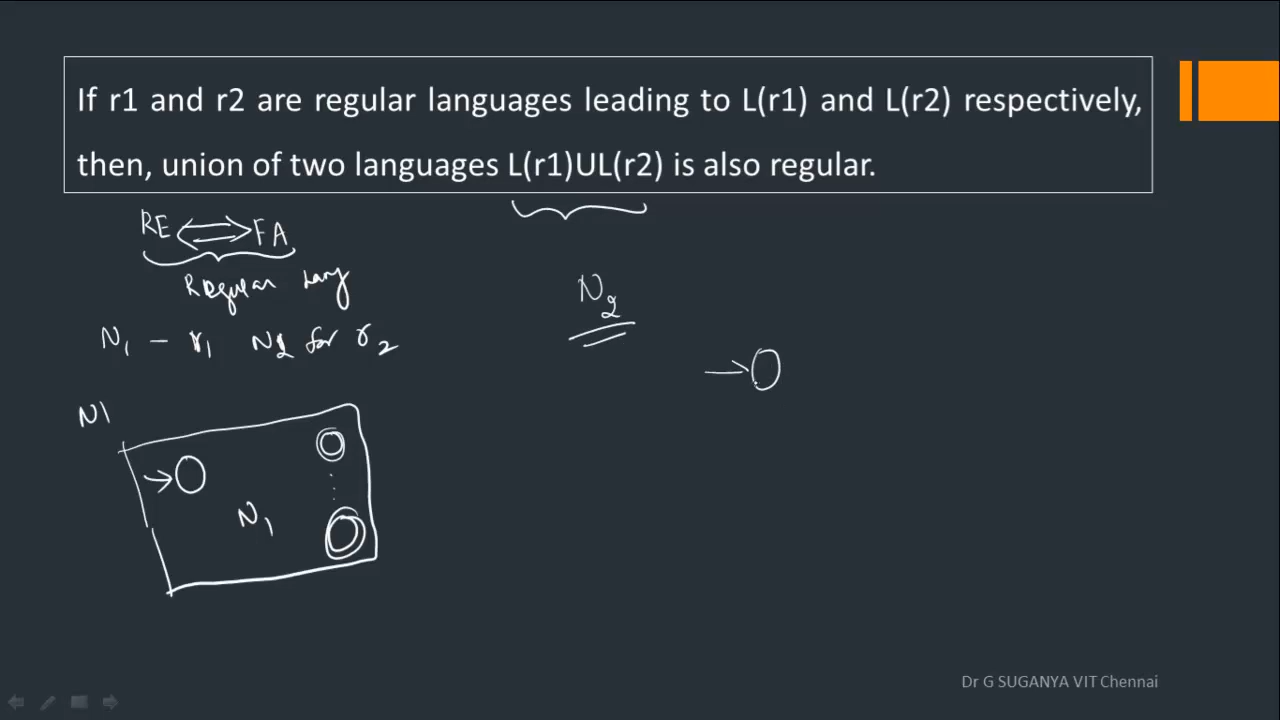 If r1 and r2 are regular languages leading to L(r1) and L(r2) respectively,
then, union of two languages L(r1)UL(r2) is also regular.
RE ⟺ FA
Regular Lang
N₁ – r₁ N2 for r₂
N₂
N1
N₁
Dr G SUGANYA VIT Chennai